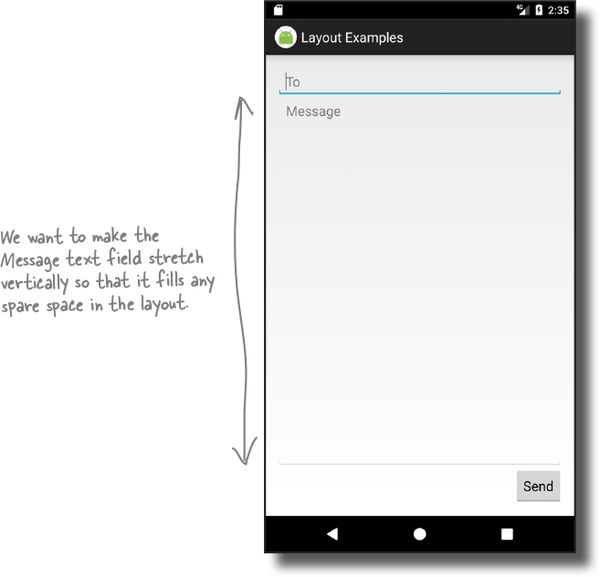 4G 2:35
Layout Examples
To
Message
We want to make the
Message text field stretch
vertically so that it fills any
spare space in the layout.
Send